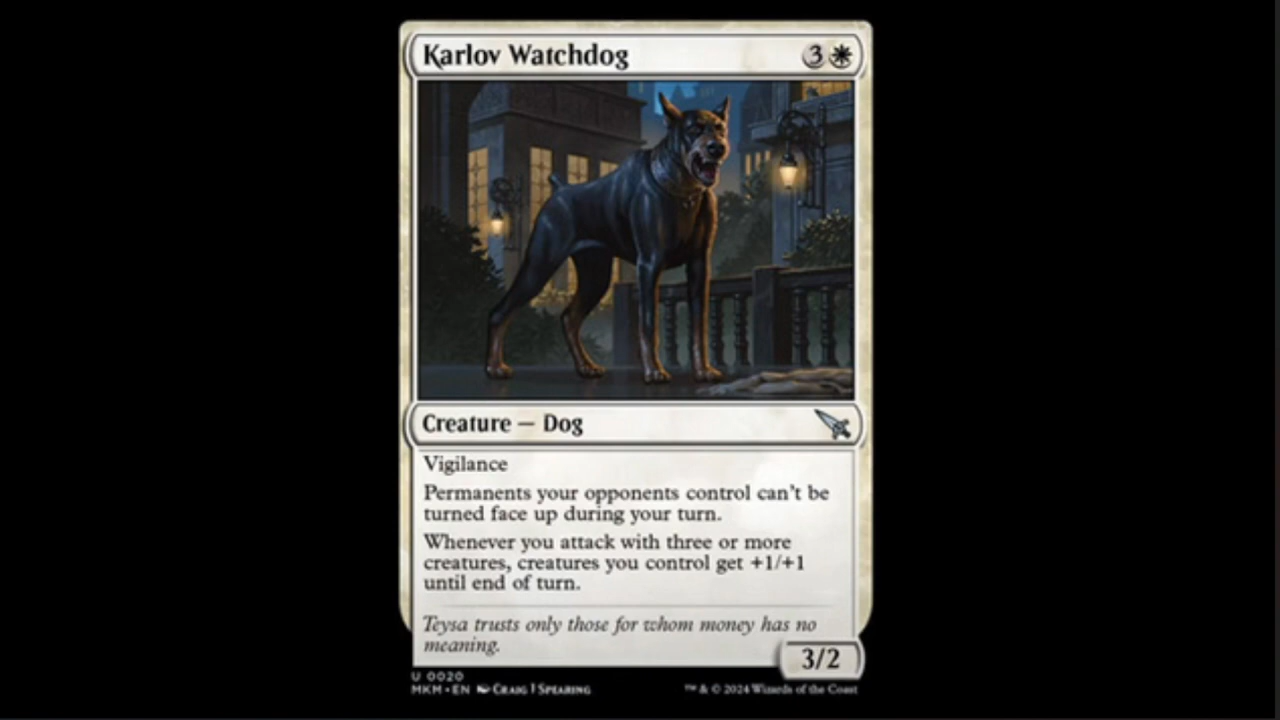 Karlov Watchdog 3
Creature — Dog
Vigilance
Permanents your opponents control can't be
turned face up during your turn.
Whenever you attack with three or more
creatures, creatures you control get +1/+1
until end of turn.
Teysa trusts only those for whom money has no
meaning.
3/2
U 0020
MKM • EN Craig J Spearing
™ & © 2024 Wizards of the Coast